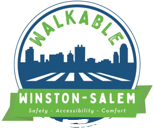 WALKABLE
WINSTON-SALEM
Safety - Accessibility - Comfort